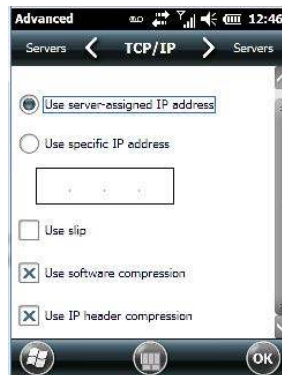 Advanced 12:46
Servers TCP/IP Servers
Use server-assigned IP address
Use specific IP address
. . .
Use slip
Use software compression
Use IP header compression
OK